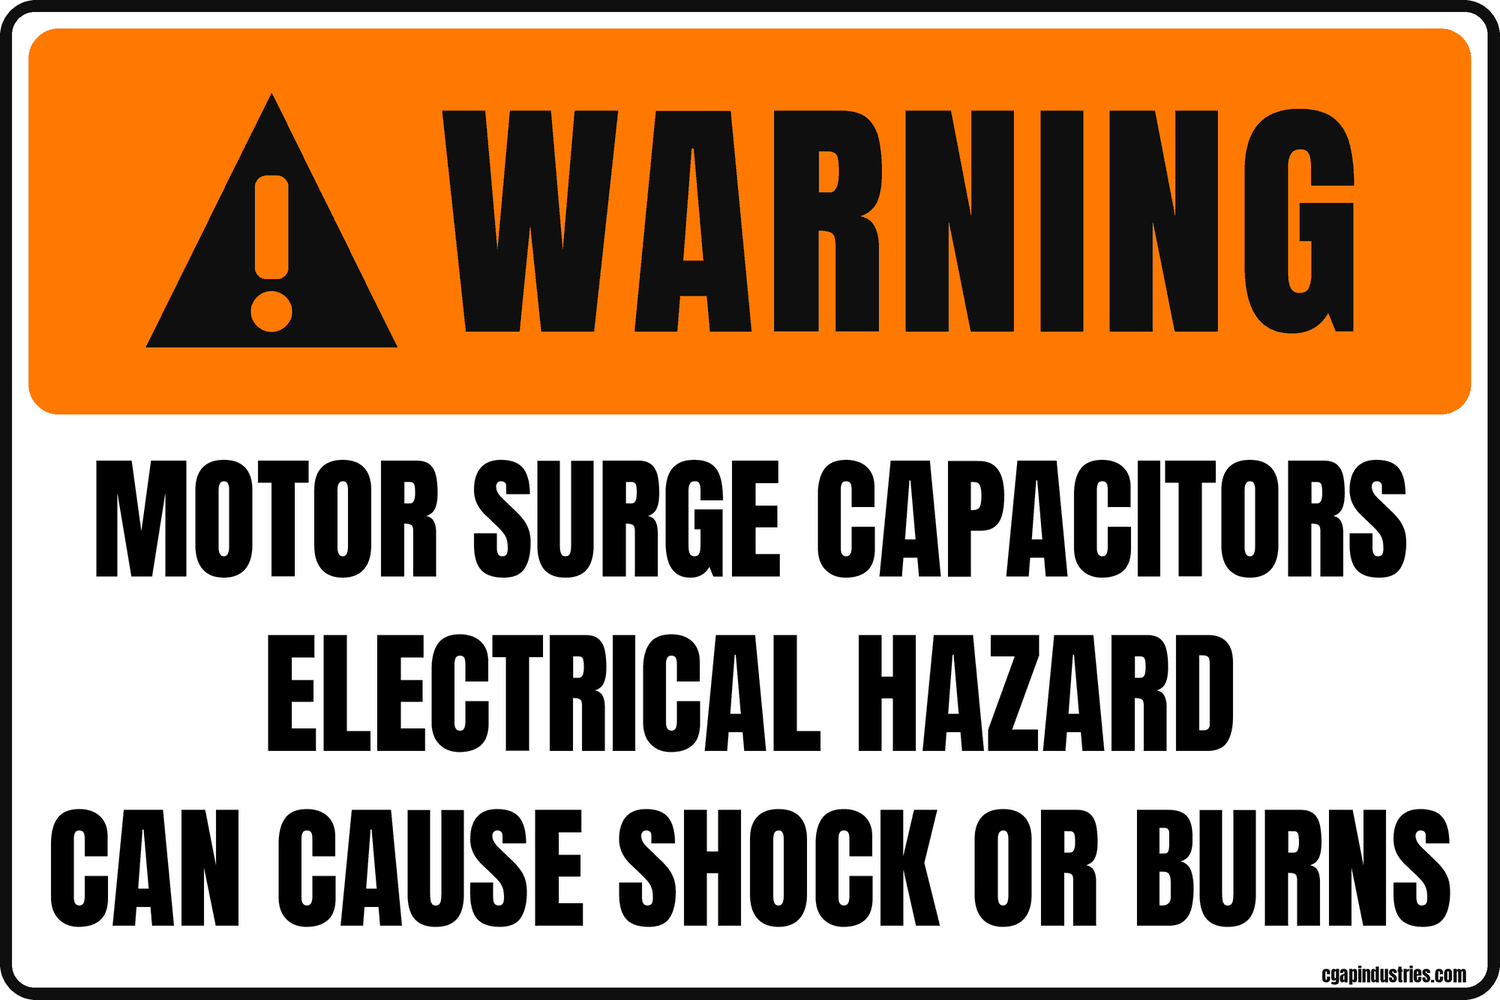 WARNING
MOTOR SURGE CAPACITORS
ELECTRICAL HAZARD
CAN CAUSE SHOCK OR BURNS
cgapindustries.com